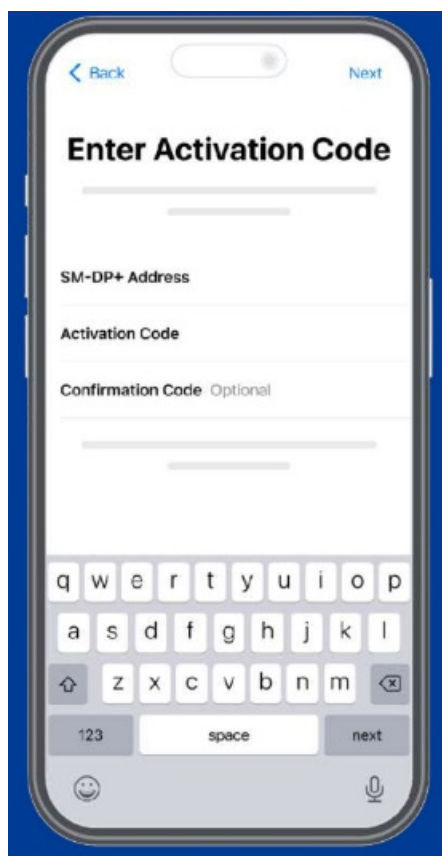 Back
Next
Enter Activation Code
SM-DP+ Address
Activation Code
Confirmation Code Optional
q w e r t y u i o p
a s d f g h j k l
z x c v b n m
123 space next